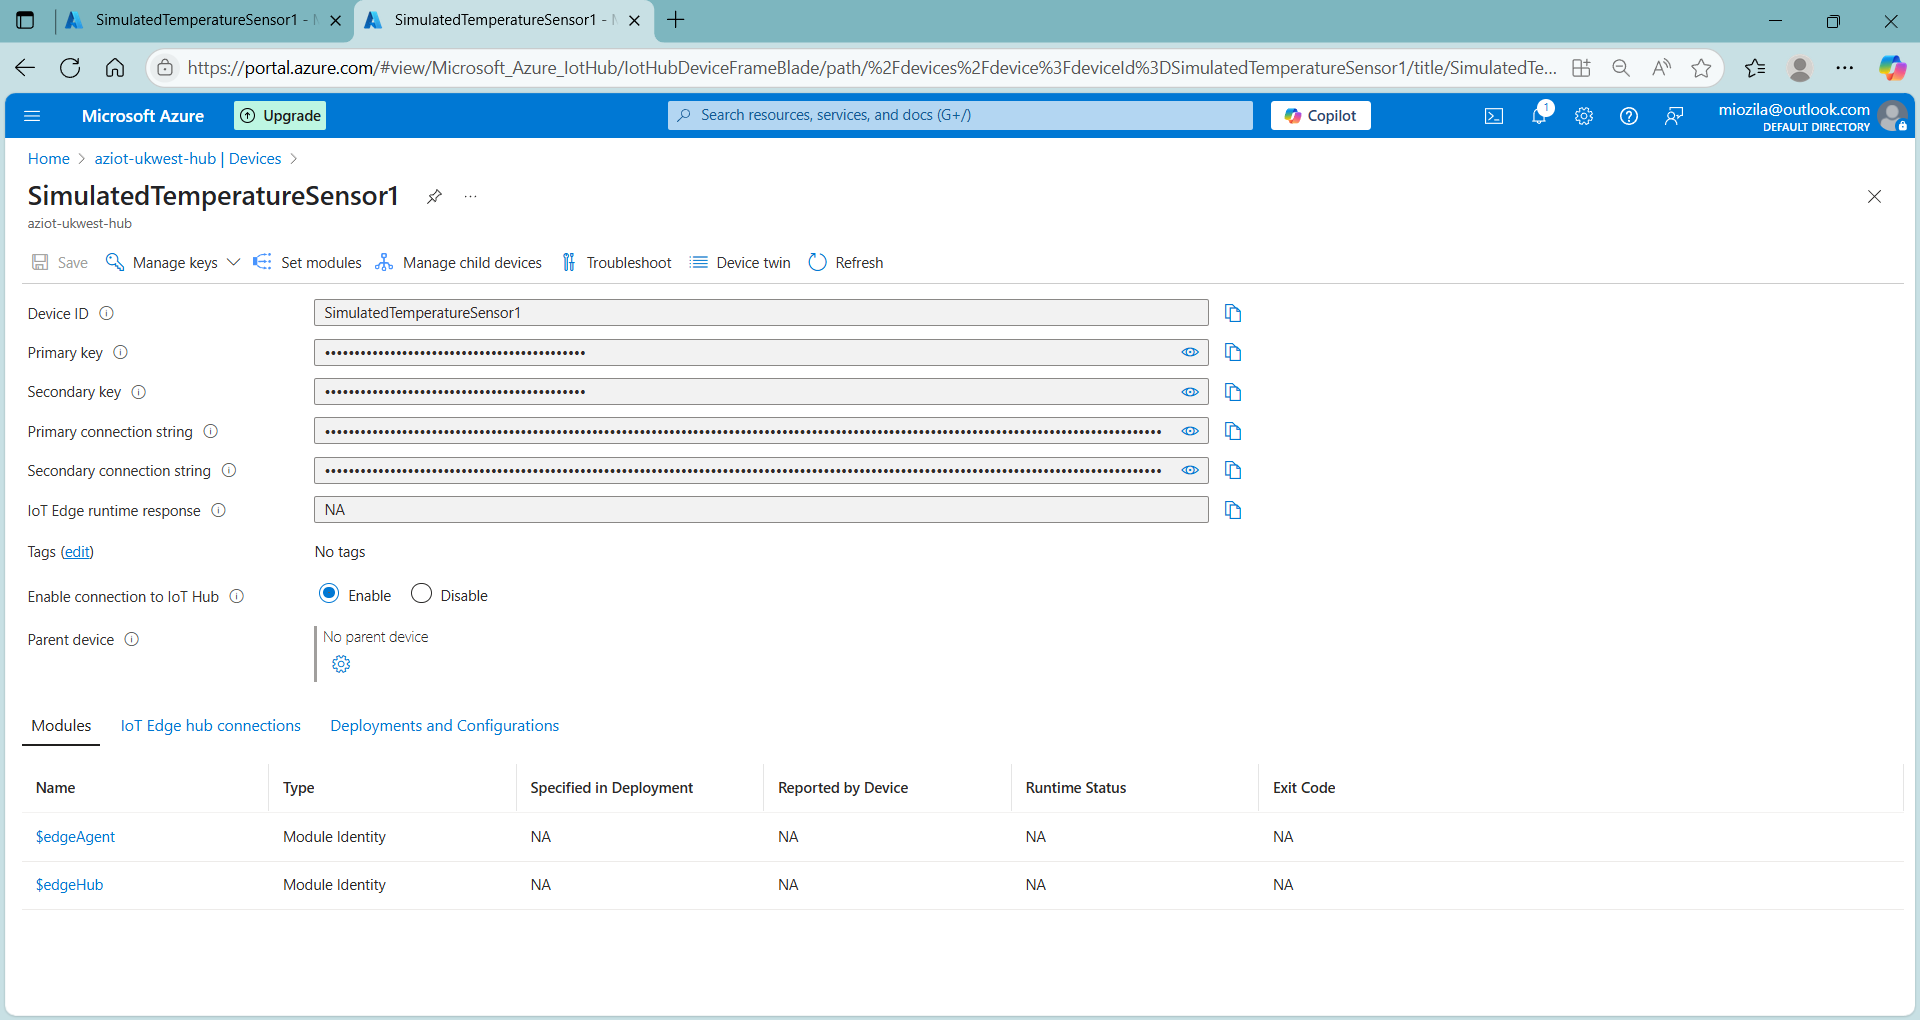 SimulatedTemperatureSensor1 -
SimulatedTemperatureSensor1 -
https://portal.azure.com/#view/Microsoft_Azure_IotHub/IotHubDeviceFrameBlade/path/%2Fdevices%2Fdevice%3FdeviceId%3DSimulatedTemperatureSensor1/title/SimulatedTe...
Microsoft Azure
Upgrade
Search resources, services, and docs (G+/)
Copilot
1
miozila@outlook.com
DEFAULT DIRECTORY
Home > aziot-ukwest-hub | Devices >
SimulatedTemperatureSensor1
aziot-ukwest-hub
Save Manage keys Set modules Manage child devices Troubleshoot Device twin Refresh
Device ID SimulatedTemperatureSensor1
Primary key
Secondary key
Primary connection string
Secondary connection string
IoT Edge runtime response NA
Tags (edit) No tags
Enable connection to IoT Hub Enable Disable
Parent device No parent device
Modules IoT Edge hub connections Deployments and Configurations
Name Type Specified in Deployment Reported by Device Runtime Status Exit Code
$edgeAgent Module Identity NA NA NA NA
$edgeHub Module Identity NA NA NA NA